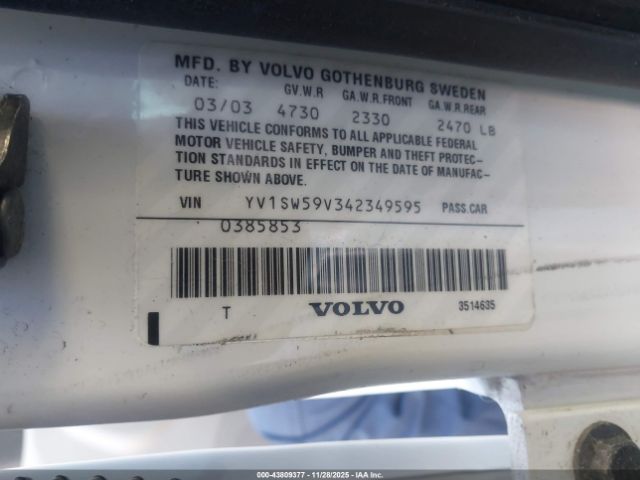 MFD. BY VOLVO GOTHENBURG SWEDEN
DATE: GV.W.R GA.W.R.FRONT GA.W.R.REAR
03/03 4730 2330 2470 LB
THIS VEHICLE CONFORMS TO ALL APPLICABLE FEDERAL
MOTOR VEHICLE SAFETY, BUMPER AND THEFT PROTEC-
TION STANDARDS IN EFFECT ON THE DATE OF MANUFAC-
TURE SHOWN ABOVE.
VIN YV1SW59V342349595 PASS.CAR
0385853
T VOLVO 3514635
000-43809377 - 11/28/2025 - IAAI.COM